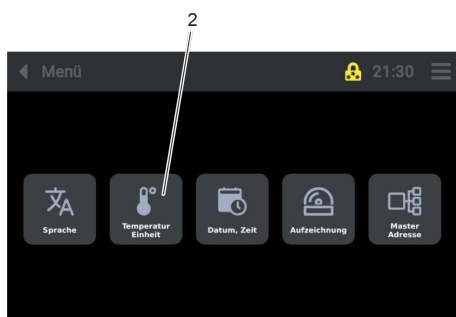 2
Menü
21:30
Sprache
Temperatur
Einheit
Datum, Zeit
Aufzeichnung
Master
Adresse